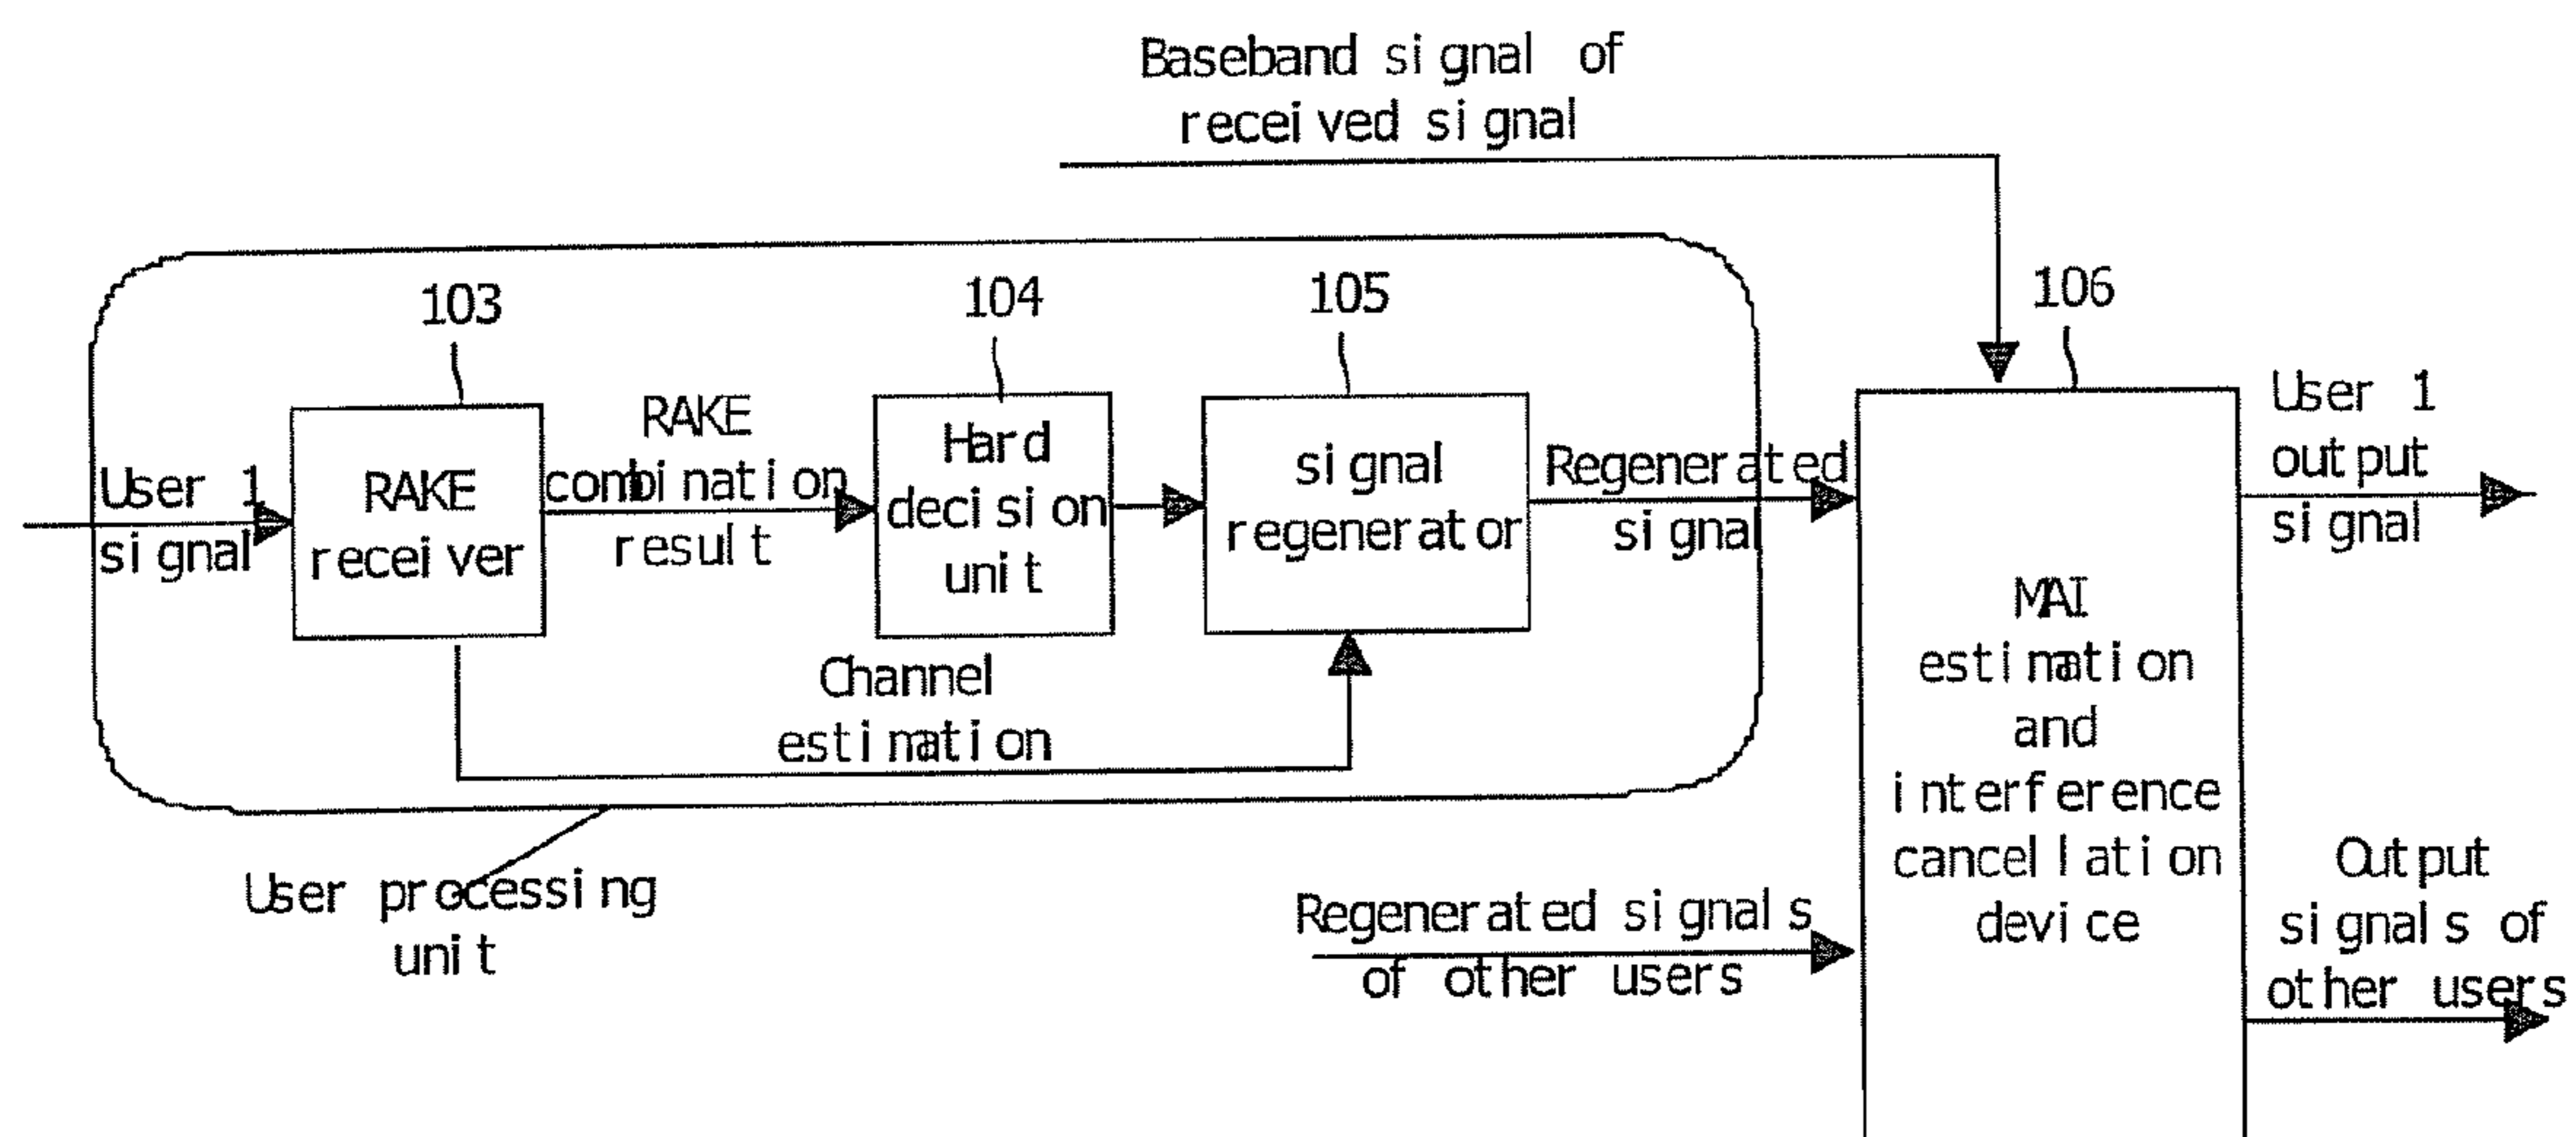 Baseband signal of
received signal
103
104
105
106
User 1
signal
RAKE
receiver
RAKE
combination
result
Hard
decision
unit
signal
regenerator
Regenerated
signal
User 1
output
signal
MAI
estimation
and
interference
cancellation
device
Channel
estimation
User processing
unit
Regenerated signals
of other users
Output
signals of
other users